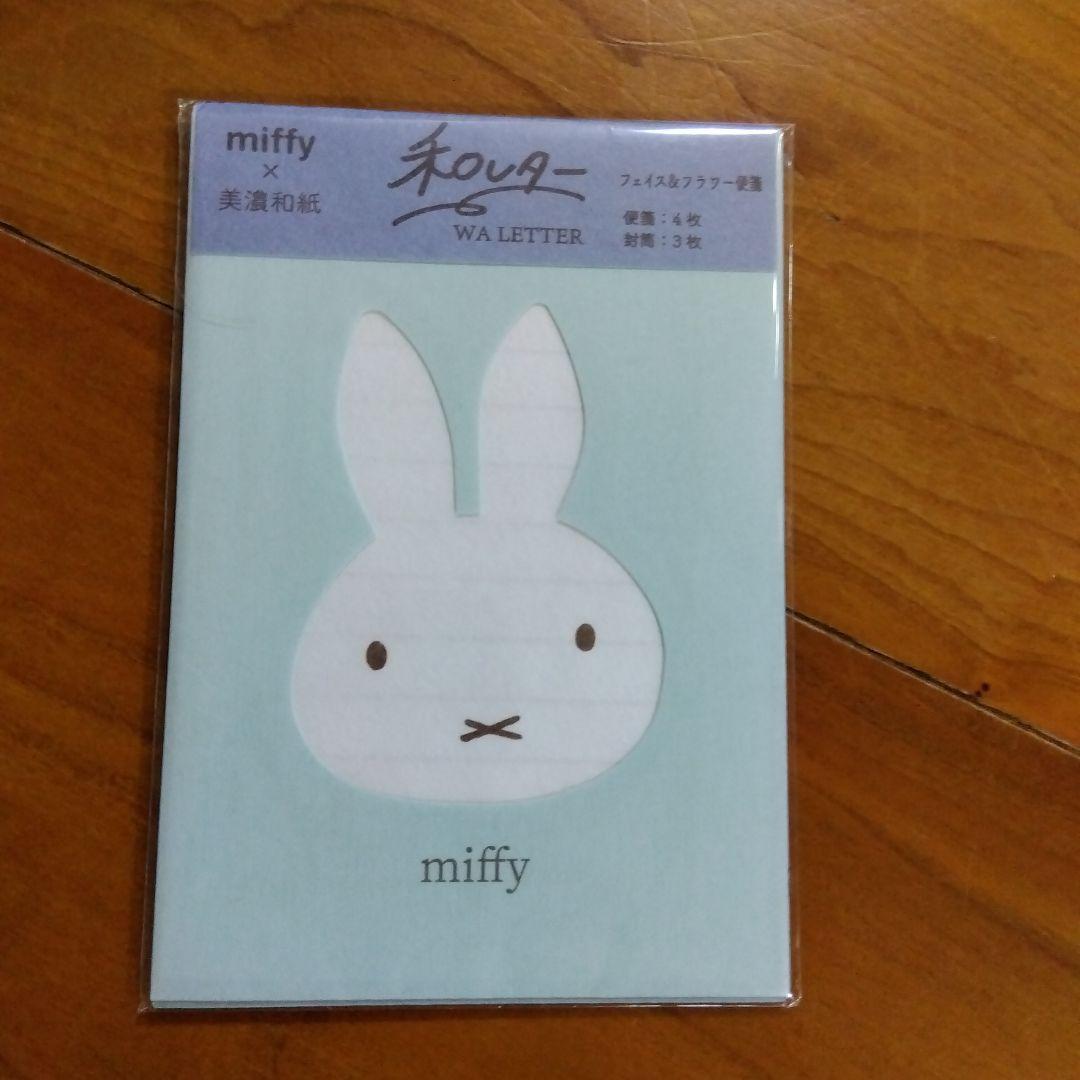 miffy
×
美濃和紙
和レター
WA LETTER
フェイス&フラワー便箋
便箋：4枚
封筒：3枚
miffy